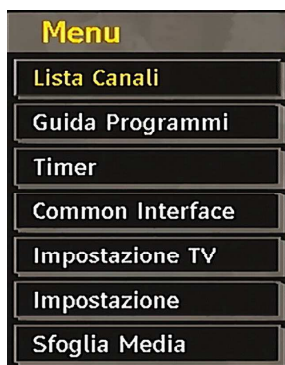 Menu
Lista Canali
Guida Programmi
Timer
Common Interface
Impostazione TV
Impostazione
Sfoglia Media